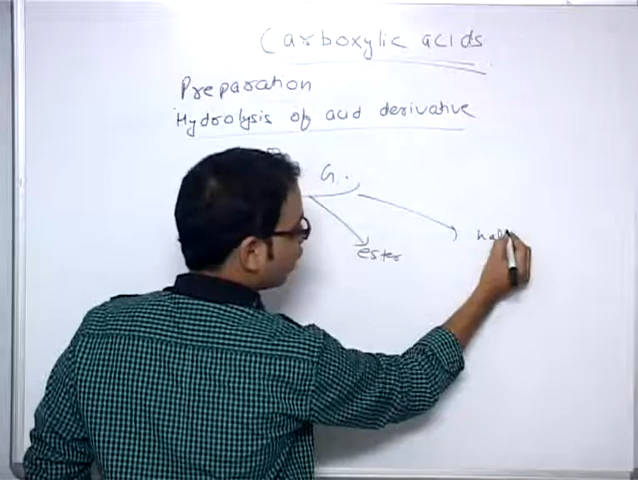 Carboxylic acids
Preparation
Hydrolysis of acid derivative
G.
ester
hal